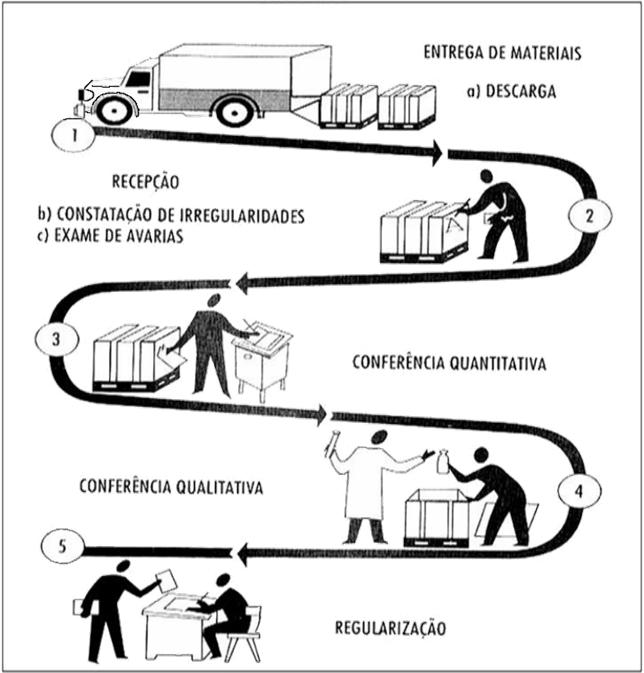 ENTREGA DE MATERIAIS
a) DESCARGA
1
RECEPÇÃO
b) CONSTATAÇÃO DE IRREGULARIDADES
c) EXAME DE AVARIAS
2
3
CONFERÊNCIA QUANTITATIVA
CONFERÊNCIA QUALITATIVA
4
5
REGULARIZAÇÃO